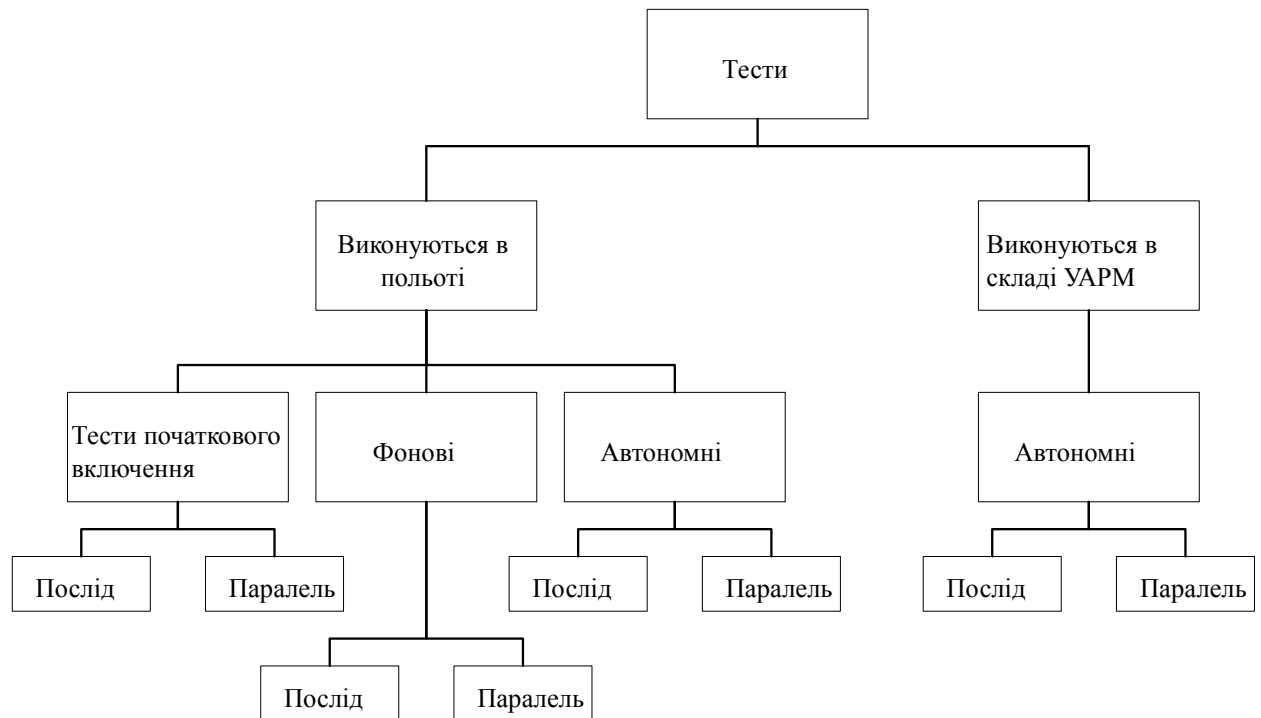 Тести
Виконуються в
польоті
Виконуються в
складі УАРМ
Тести початкового
включення
Фонові
Автономні
Автономні
Послід
Паралель
Послід
Паралель
Послід
Паралель
Послід
Паралель